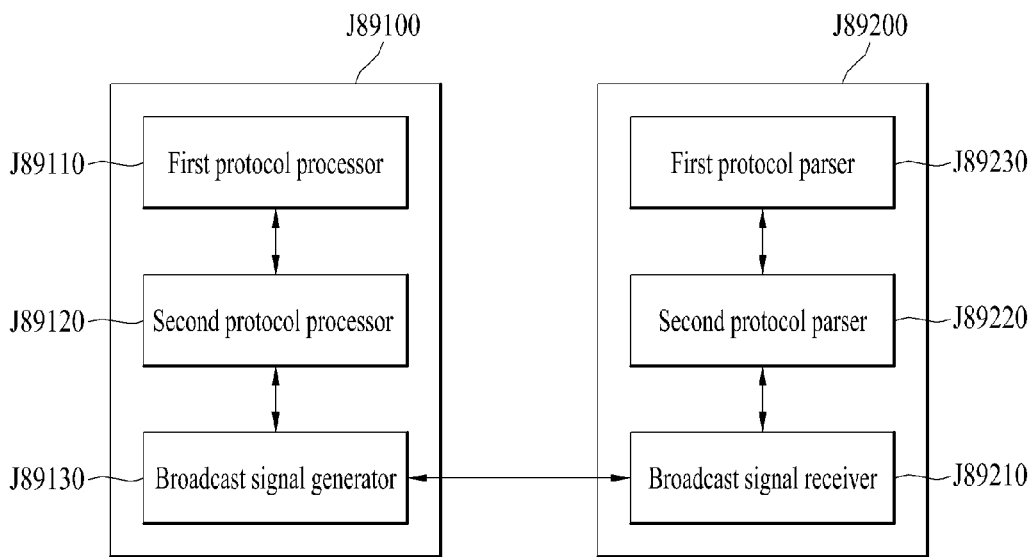 J89100
J89200
J89110
First protocol processor
First protocol parser
J89230
J89120
Second protocol processor
Second protocol parser
J89220
J89130
Broadcast signal generator
Broadcast signal receiver
J89210